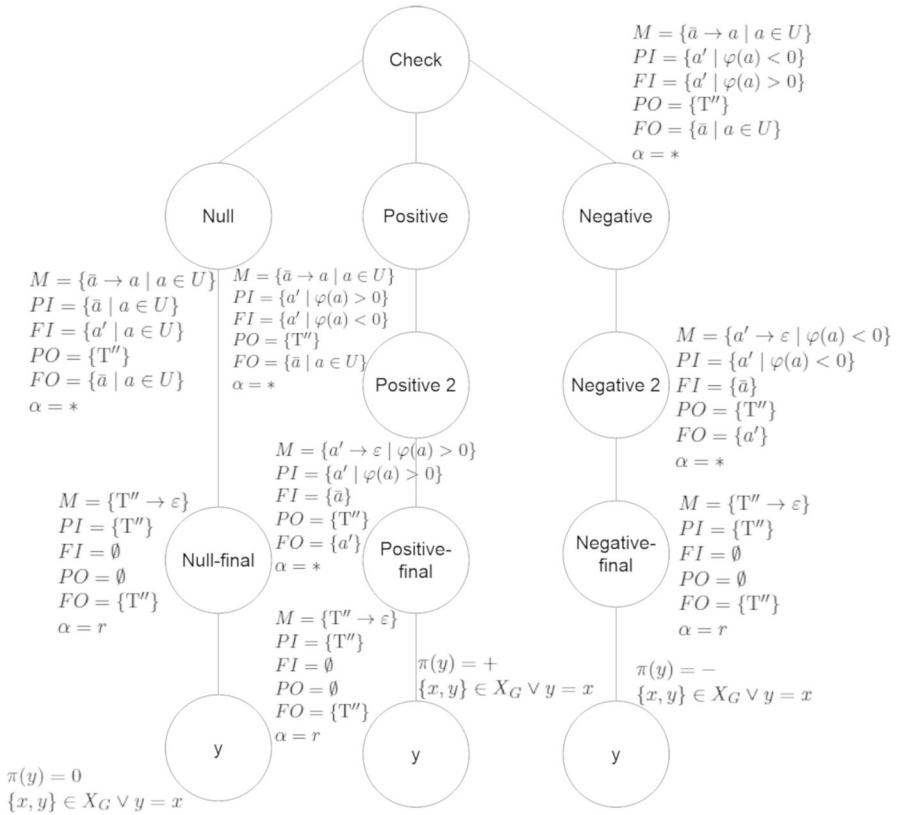 Check
M = {ā → a | a ∈ U}
PI = {a′ | φ(a) < 0}
FI = {a′ | φ(a) > 0}
PO = {T″}
FO = {ā | a ∈ U}
α = *
Null
Positive
Negative
M = {ā → a | a ∈ U}
PI = {ā | a ∈ U}
FI = {a′ | a ∈ U}
PO = {T″}
FO = {ā | a ∈ U}
α = *
M = {ā → a | a ∈ U}
PI = {a′ | φ(a) > 0}
FI = {a′ | φ(a) < 0}
PO = {T″}
FO = {ā | a ∈ U}
α = *
Positive 2
Negative 2
M = {a′ → ε | φ(a) < 0}
PI = {a′ | φ(a) < 0}
FI = {ā}
PO = {T″}
FO = {a′}
α = *
M = {a′ → ε | φ(a) > 0}
PI = {a′ | φ(a) > 0}
FI = {ā}
PO = {T″}
FO = {a′}
α = *
M = {T″ → ε}
PI = {T″}
FI = ∅
PO = ∅
FO = {T″}
α = r
Null-final
Positive-
final
Negative-
final
M = {T″ → ε}
PI = {T″}
FI = ∅
PO = ∅
FO = {T″}
α = r
M = {T″ → ε}
PI = {T″}
FI = ∅
PO = ∅
FO = {T″}
α = r
π(y) = +
{x, y} ∈ X_G ∨ y = x
π(y) = −
{x, y} ∈ X_G ∨ y = x
y
y
y
π(y) = 0
{x, y} ∈ X_G ∨ y = x